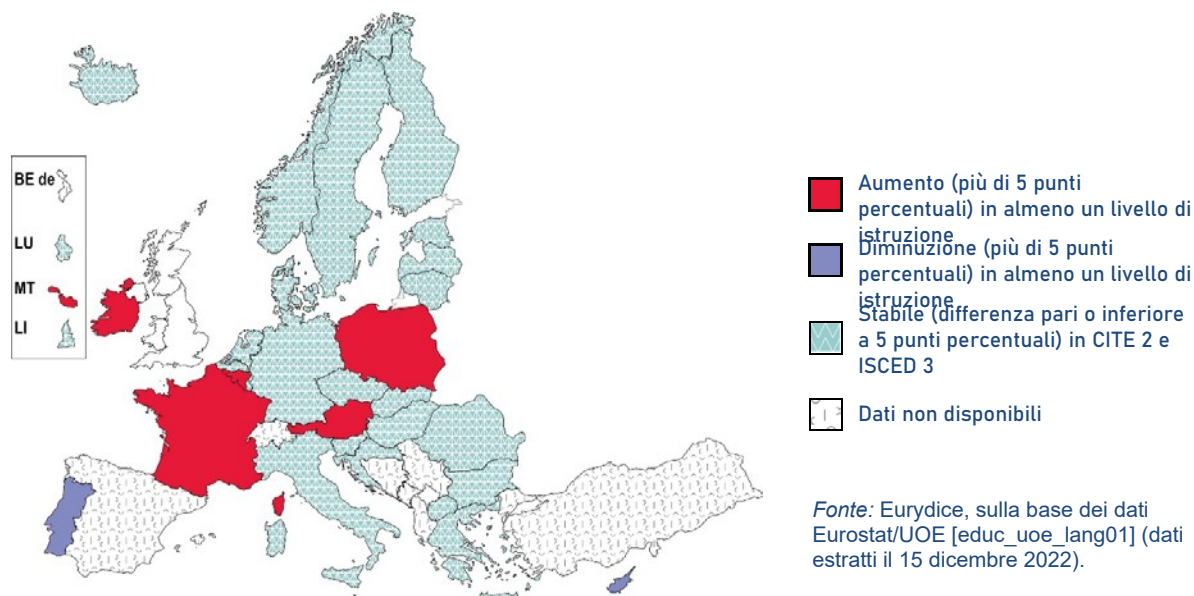 BE de
LU
MT
LI
Aumento (più di 5 punti
percentuali) in almeno un livello di
istruzione
Diminuzione (più di 5 punti
percentuali) in almeno un livello di
istruzione
Stabile (differenza pari o inferiore
a 5 punti percentuali) in CITE 2 e
ISCED 3
Dati non disponibili
Fonte: Eurydice, sulla base dei dati
Eurostat/UOE [educ_uoe_lang01] (dati
estratti il 15 dicembre 2022).